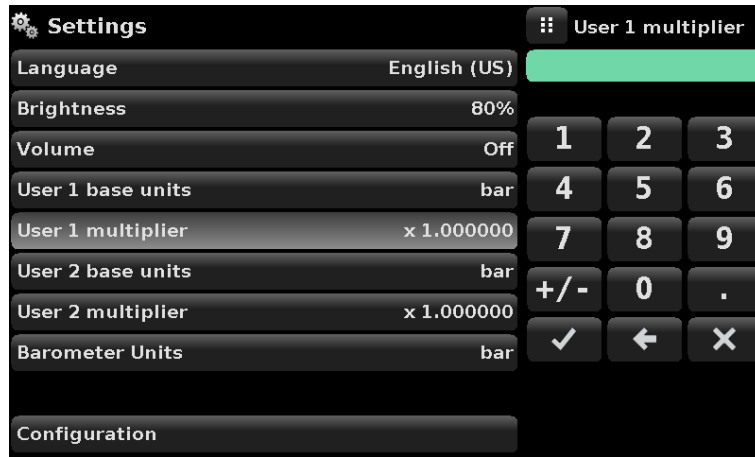 Settings
Language English (US)
Brightness 80%
Volume Off
User 1 base units bar
User 1 multiplier x 1.000000
User 2 base units bar
User 2 multiplier x 1.000000
Barometer Units bar
Configuration
User 1 multiplier
1 2 3
4 5 6
7 8 9
+/- 0 .